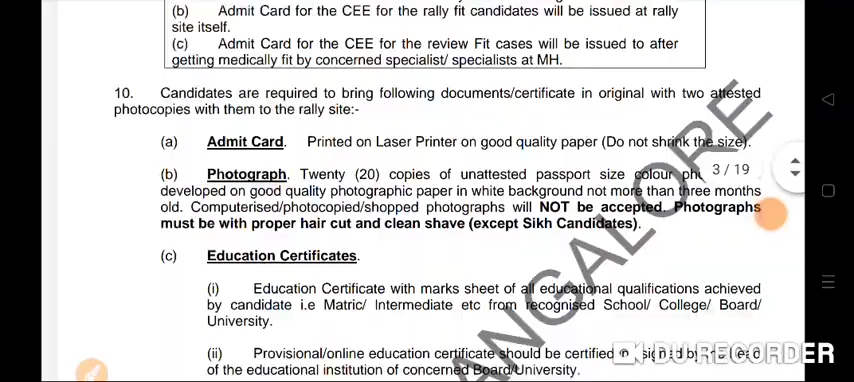 (b) Admit Card for the CEE for the rally fit candidates will be issued at rally
site itself.
(c) Admit Card for the CEE for the review Fit cases will be issued to after
getting medically fit by concerned specialist/ specialists at MH.
10. Candidates are required to bring following documents/certificate in original with two attested
photocopies with them to the rally site:-
(a) Admit Card. Printed on Laser Printer on good quality paper (Do not shrink the size).
(b) Photograph. Twenty (20) copies of unattested passport size colour
3 / 19
developed on good quality photographic paper in white background not more than three months
old. Computerised/photocopied/shopped photographs will NOT be accepted. Photographs
must be with proper hair cut and clean shave (except Sikh Candidates).
(c) Education Certificates.
(i) Education Certificate with marks sheet of all educational qualifications achieved
by candidate i.e Matric/ Intermediate etc from recognised School/ College/ Board/
University.
(ii) Provisional/online education certificate should be certified
of the educational institution of concerned Board/University.
ANGALORE
DU RECORDER